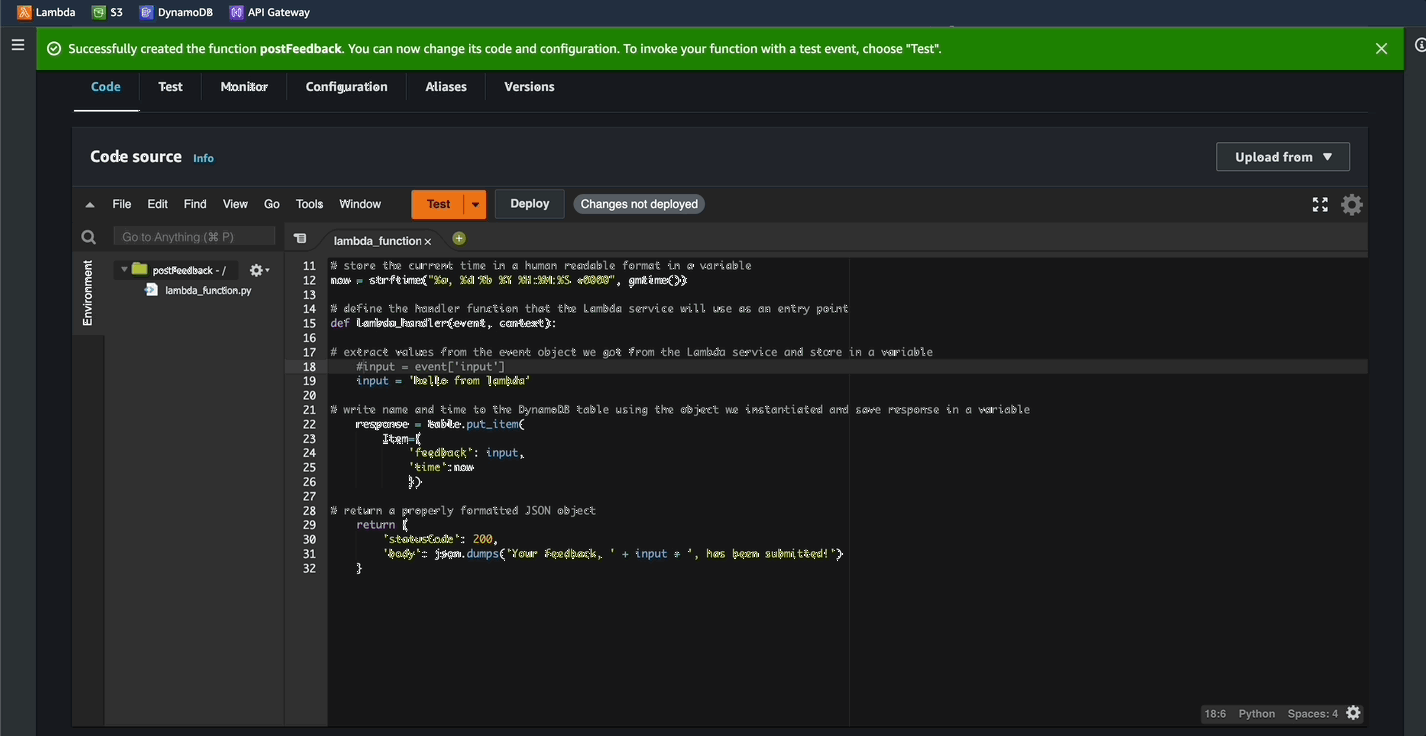 Lambda S3 DynamoDB API Gateway
Successfully created the function postFeedback. You can now change its code and configuration. To invoke your function with a test event, choose "Test".
Code Test Monitor Configuration Aliases Versions
Code source Info
Upload from
File Edit Find View Go Tools Window Test Deploy Changes not deployed
Go to Anything (⌘ P)
lambda_function
Environment
postFeedback - /
lambda_function.py
11 # store the current time in a human readable format in a variable
12 now = strftime("%a, %d %b %Y %H:%M:%S +0000", gmtime())
13
14 # define the handler function that the Lambda service will use as an entry point
15 def lambda_handler(event, context):
16
17 # extract values from the event object we got from the Lambda service and store in a variable
18 #input = event['input']
19 input = 'hello from lambda'
20
21 # write name and time to the DynamoDB table using the object we instantiated and save response in a variable
22 response = table.put_item(
23 Item={
24 'feedback': input,
25 'time':now
26 })
27
28 # return a properly formatted JSON object
29 return {
30 'statusCode': 200,
31 'body': json.dumps('Your feedback, ' + input + ', has been submitted!')
32 }
18:6 Python Spaces: 4